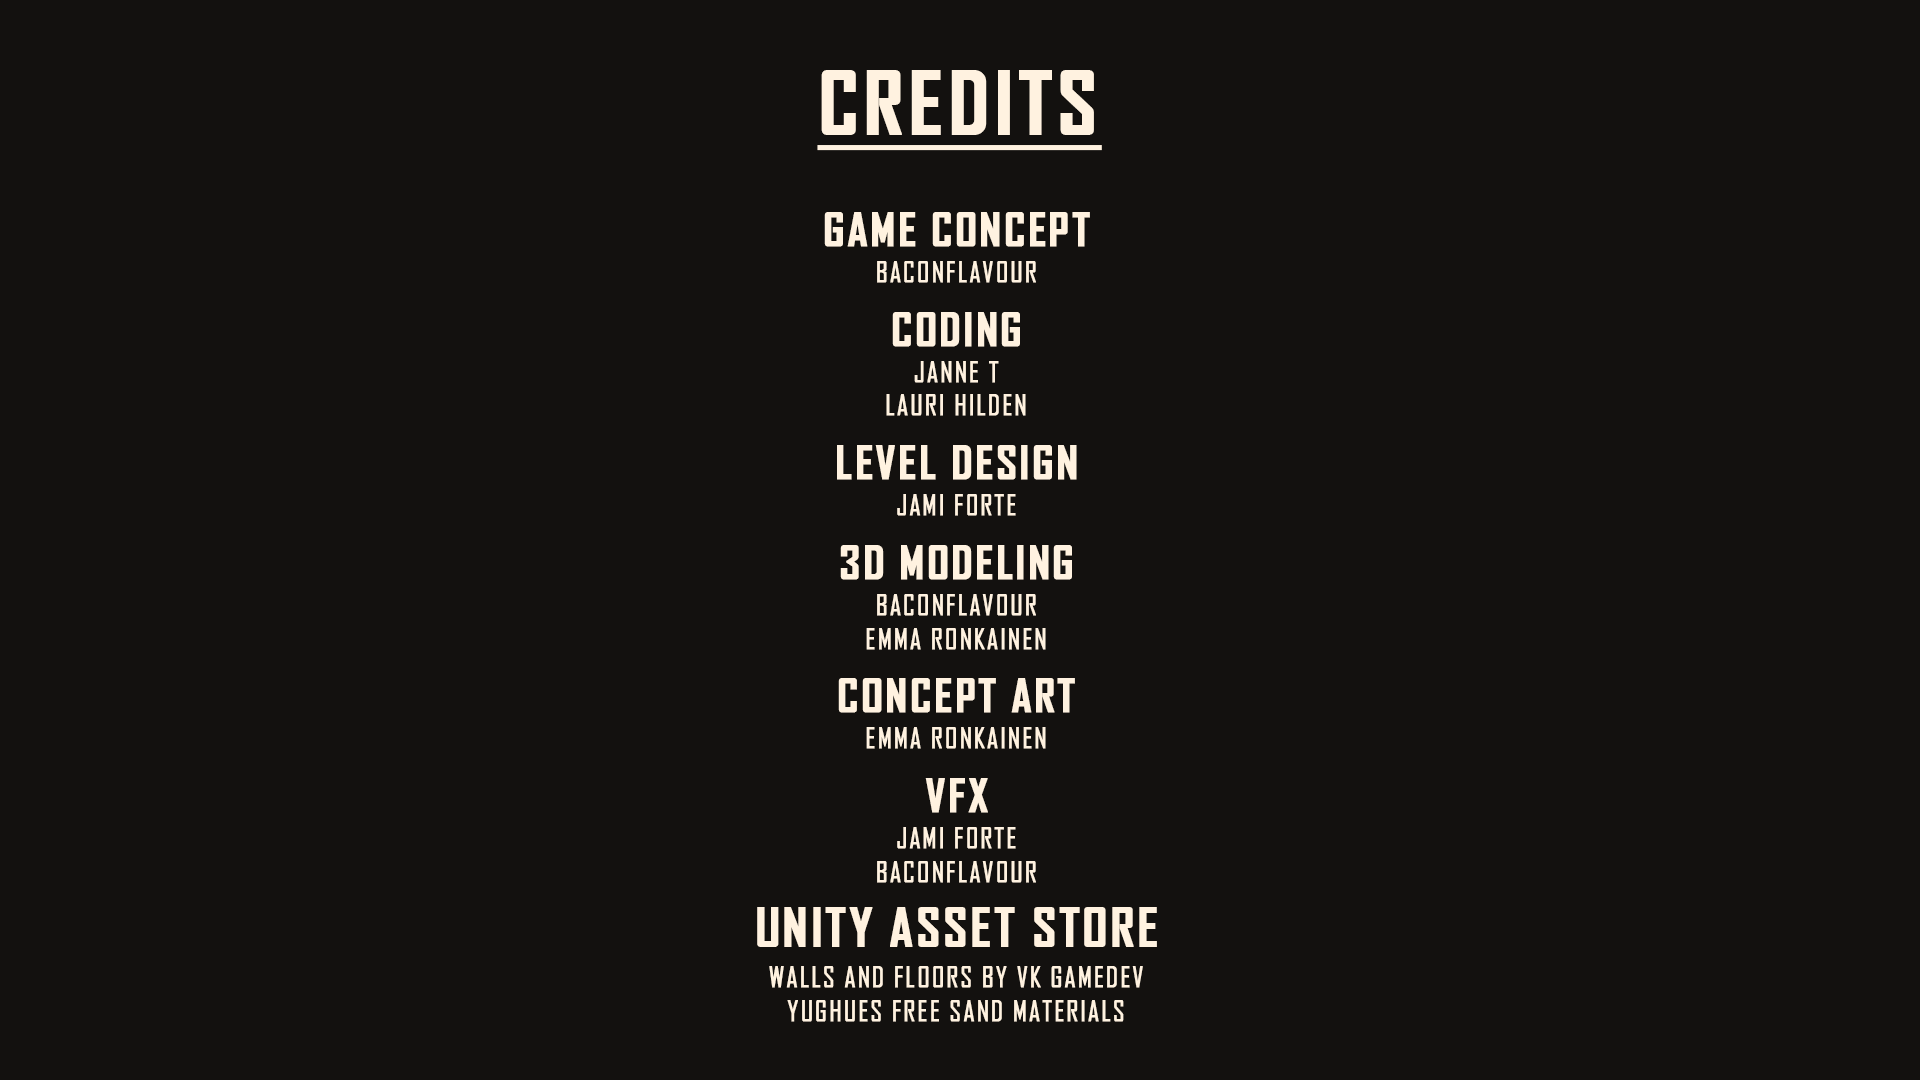 CREDITS
GAME CONCEPT
BACONFLAVOUR
CODING
JANNE T
LAURI HILDEN
LEVEL DESIGN
JAMI FORTE
3D MODELING
BACONFLAVOUR
EMMA RONKAINEN
CONCEPT ART
EMMA RONKAINEN
VFX
JAMI FORTE
BACONFLAVOUR
UNITY ASSET STORE
WALLS AND FLOORS BY VK GAMEDEV
YUGHUES FREE SAND MATERIALS